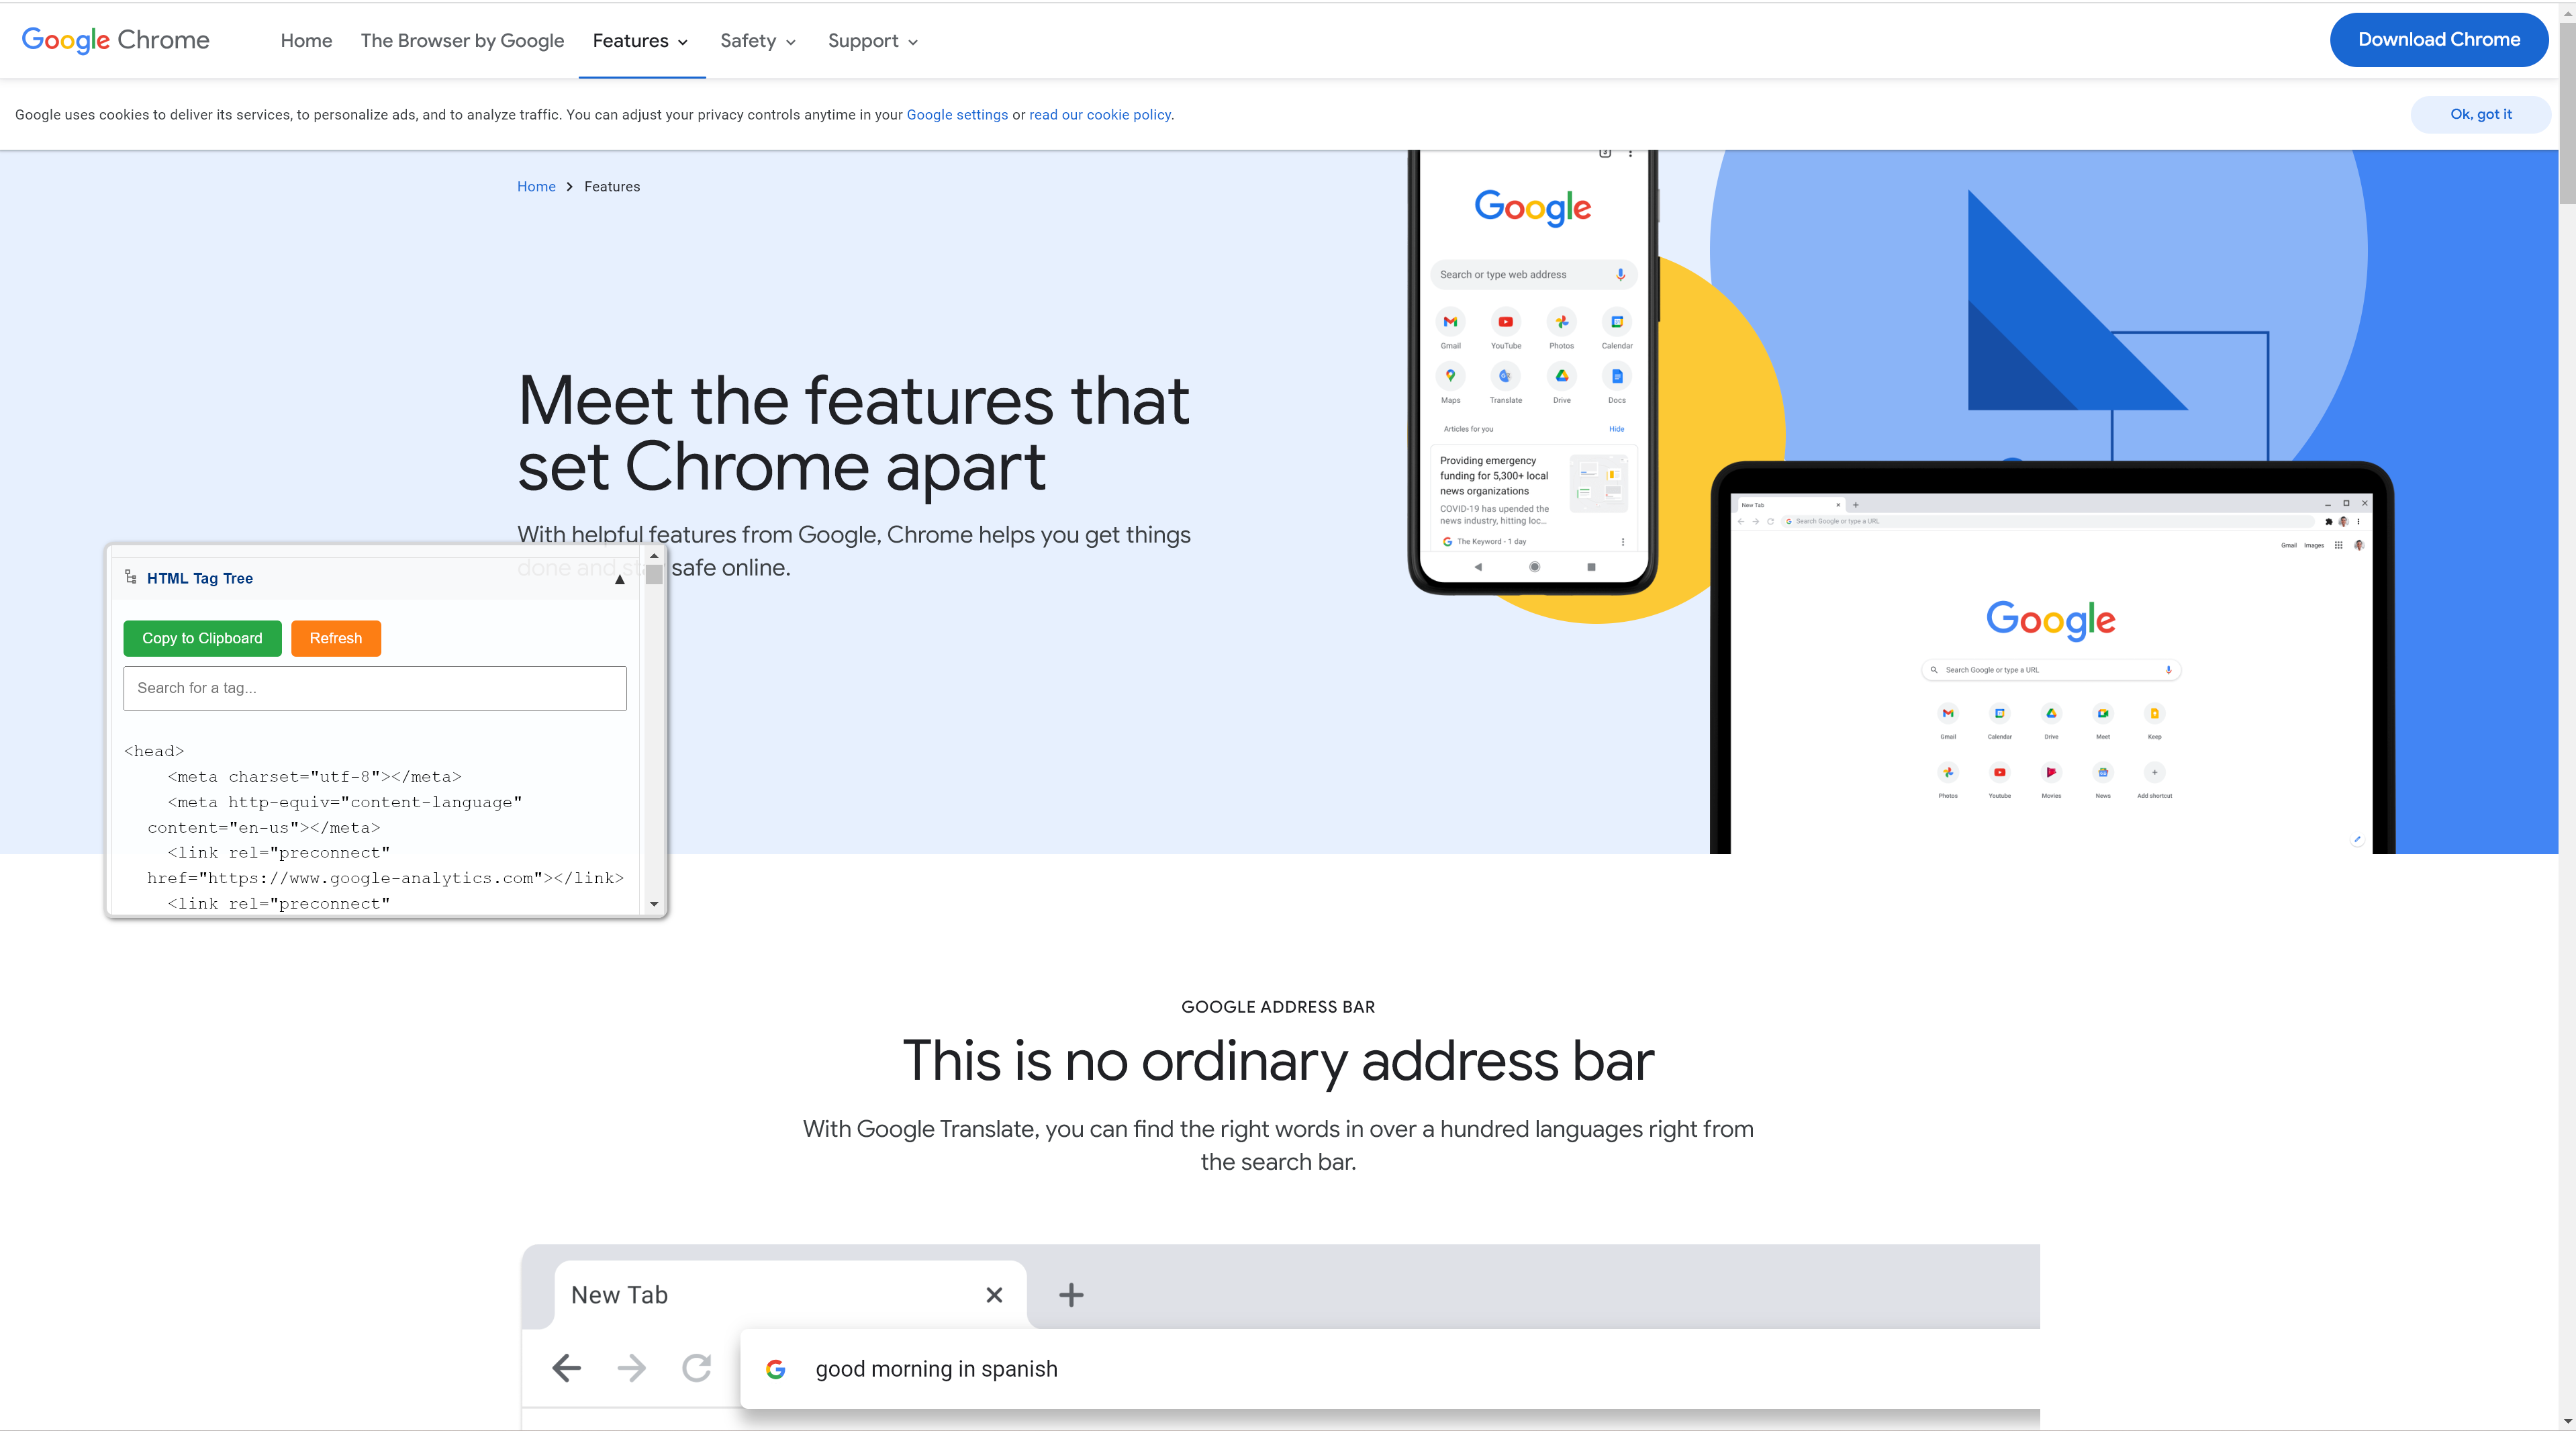 Google Chrome
Home
The Browser by Google
Features
Safety
Support
Download Chrome
Google uses cookies to deliver its services, to personalize ads, and to analyze traffic. You can adjust your privacy controls anytime in your Google settings or read our cookie policy.
Ok, got it
Home
Features
Meet the features that
set Chrome apart
With helpful features from Google, Chrome helps you get things
done and stay safe online.
Google
Search or type web address
Gmail YouTube Photos Calendar
Maps Translate Drive Docs
Articles for you
Hide
Providing emergency
funding for 5,300+ local
news organizations
COVID-19 has upended the
news industry, hitting loc...
The Keyword - 1 day
New Tab
Search Google or type a URL
Gmail Images
Google
Search Google or type a URL
Gmail Calendar Drive Meet Keep
Photos Youtube Movies News Add shortcut
HTML Tag Tree
▲
Copy to Clipboard
Refresh
Search for a tag...
<head>
<meta charset="utf-8"></meta>
<meta http-equiv="content-language"
content="en-us"></meta>
<link rel="preconnect"
href="https://www.google-analytics.com"></link>
<link rel="preconnect"
GOOGLE ADDRESS BAR
This is no ordinary address bar
With Google Translate, you can find the right words in over a hundred languages right from
the search bar.
New Tab
good morning in spanish